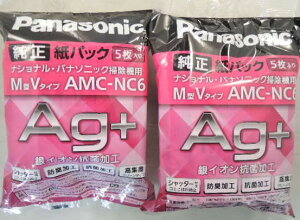 Panasonic
純正 紙パック 5枚入り
ナショナル・パナソニック掃除機用
M型Vタイプ AMC-NC6
Ag+
銀イオン抗菌加工
防臭加工
抗菌加工
高集塵
Panasonic
純正 紙パック 5枚入り
ナショナル・パナソニック掃除機用
M型Vタイプ AMC-NC6
Ag+
銀イオン抗菌加工
シャッター
防臭加工
抗菌加工